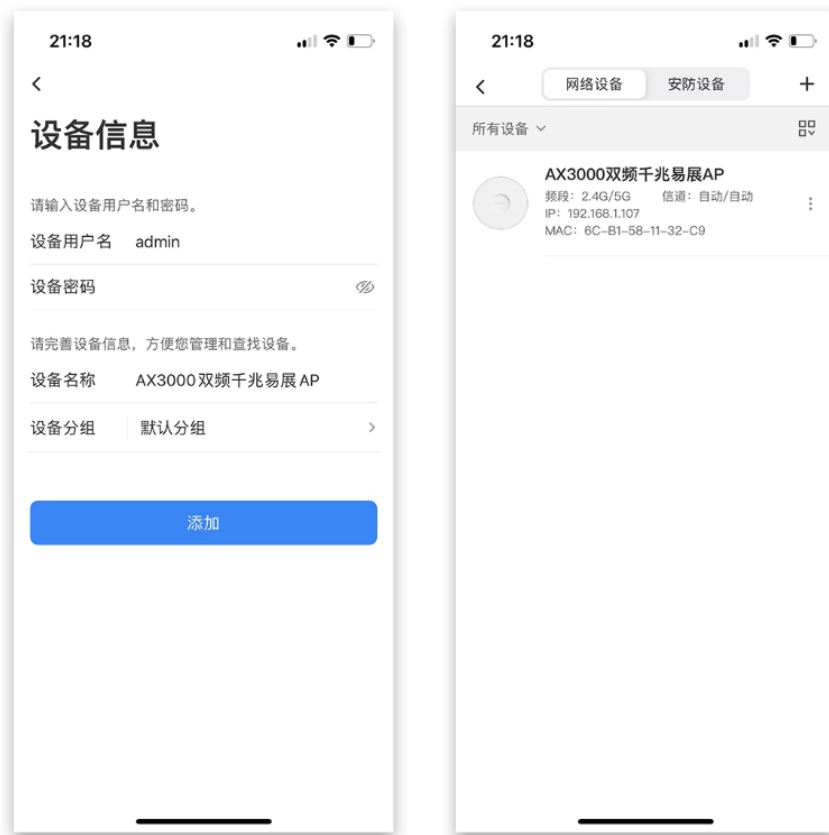 21:18
设备信息
请输入设备用户名和密码。
设备用户名 admin
设备密码
请完善设备信息，方便您管理和查找设备。
设备名称 AX3000双频千兆易展AP
设备分组 默认分组
添加
21:18
网络设备 安防设备
所有设备
AX3000双频千兆易展AP
频段：2.4G/5G 信道：自动/自动
IP：192.168.1.107
MAC：6C-B1-58-11-32-C9